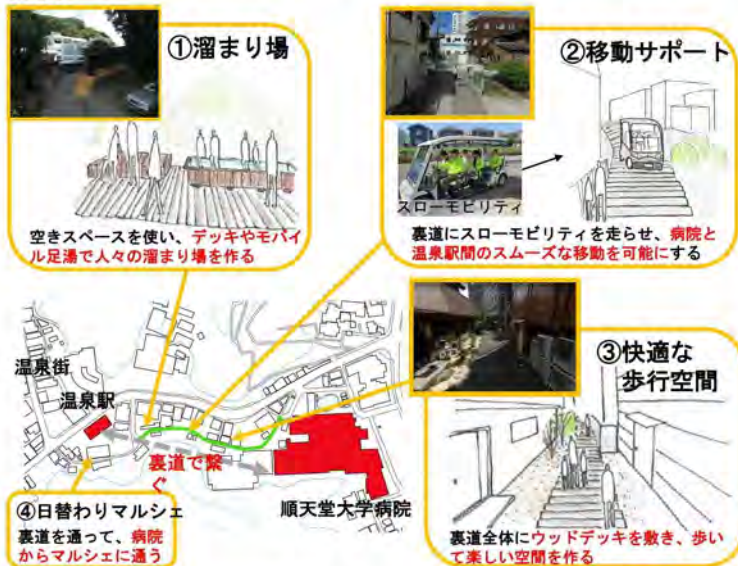 ①溜まり場
空きスペースを使い、デッキやモバイ
ル足湯で人々の溜まり場を作る
②移動サポート
スローモビリティ
裏道にスローモビリティを走らせ、病院と
温泉駅間のスムーズな移動を可能にする
温泉街
温泉駅
裏道で繋
ぐ
順天堂大学病院
③快適な
歩行空間
裏道全体にウッドデッキを敷き、歩い
て楽しい空間を作る
④日替わりマルシェ
裏道を通って、病院
からマルシェに通う